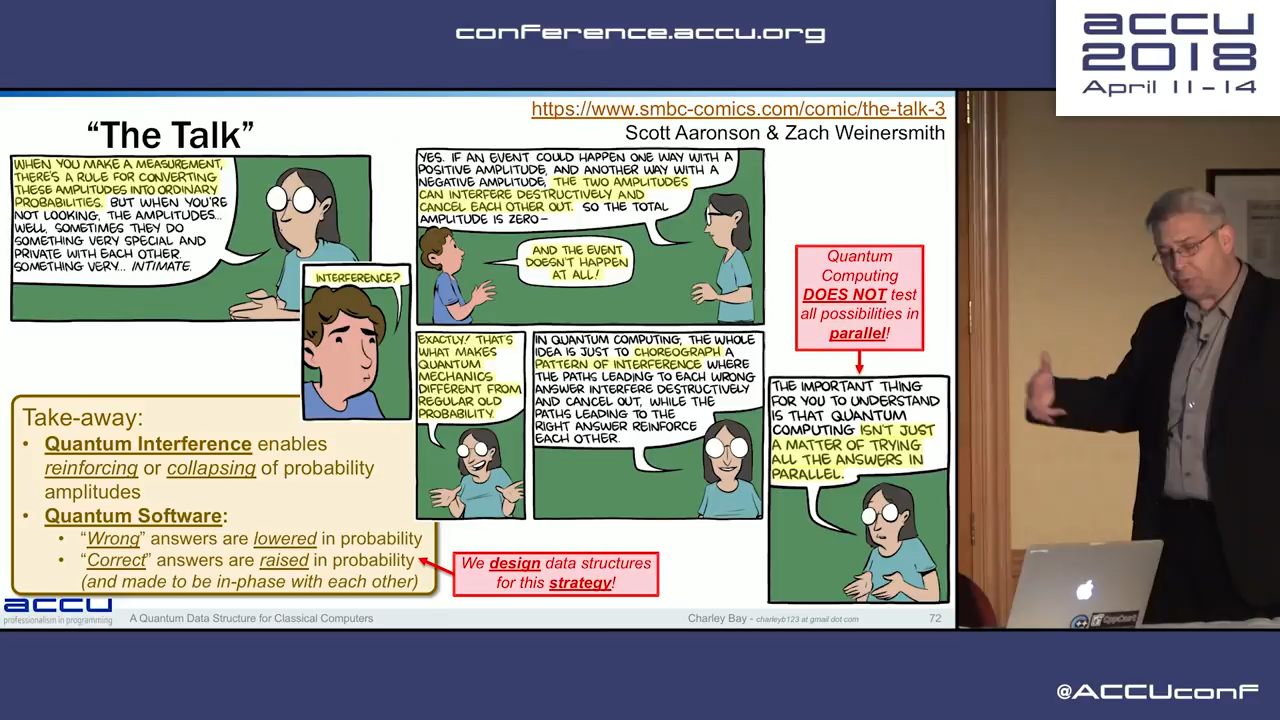 conference.accu.org
accu
2018
April 11-14
https://www.smbc-comics.com/comic/the-talk-3
Scott Aaronson & Zach Weinersmith
“The Talk”
WHEN YOU MAKE A MEASUREMENT,
THERE'S A RULE FOR CONVERTING
THESE AMPLITUDES INTO ORDINARY
PROBABILITIES. BUT WHEN YOU'RE
NOT LOOKING, THE AMPLITUDES...
WELL, SOMETIMES THEY DO
SOMETHING VERY SPECIAL AND
PRIVATE WITH EACH OTHER.
SOMETHING VERY... INTIMATE.
INTERFERENCE?
YES. IF AN EVENT COULD HAPPEN ONE WAY WITH A
POSITIVE AMPLITUDE, AND ANOTHER WAY WITH A
NEGATIVE AMPLITUDE, THE TWO AMPLITUDES
CAN INTERFERE DESTRUCTIVELY AND
CANCEL EACH OTHER OUT. SO THE TOTAL
AMPLITUDE IS ZERO–
AND THE EVENT
DOESN'T HAPPEN
AT ALL!
EXACTLY! THAT'S
WHAT MAKES
QUANTUM
MECHANICS
DIFFERENT FROM
REGULAR OLD
PROBABILITY.
IN QUANTUM COMPUTING, THE WHOLE
IDEA IS JUST TO CHOREOGRAPH A
PATTERN OF INTERFERENCE WHERE
THE PATHS LEADING TO EACH WRONG
ANSWER INTERFERE DESTRUCTIVELY
AND CANCEL OUT, WHILE THE
PATHS LEADING TO THE
RIGHT ANSWER REINFORCE
EACH OTHER.
Quantum
Computing
DOES NOT test
all possibilities in
parallel!
THE IMPORTANT THING
FOR YOU TO UNDERSTAND
IS THAT QUANTUM
COMPUTING ISN'T JUST
A MATTER OF TRYING
ALL THE ANSWERS IN
PARALLEL.
Take-away:
• Quantum Interference enables
reinforcing or collapsing of probability
amplitudes
• Quantum Software:
• “Wrong” answers are lowered in probability
• “Correct” answers are raised in probability
(and made to be in-phase with each other)
We design data structures
for this strategy!
accu
professionalism in programming
A Quantum Data Structure for Classical Computers
Charley Bay - charleyb123 at gmail dot com
72
@ACCUconf